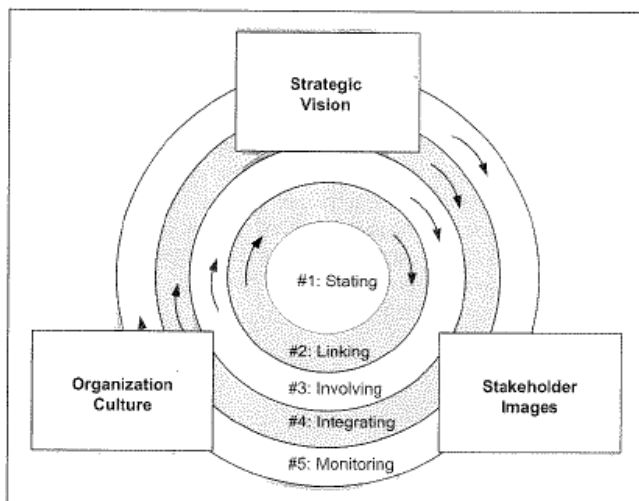 Strategic
Vision
#1: Stating
#2: Linking
#3: Involving
#4: Integrating
#5: Monitoring
Organization
Culture
Stakeholder
Images